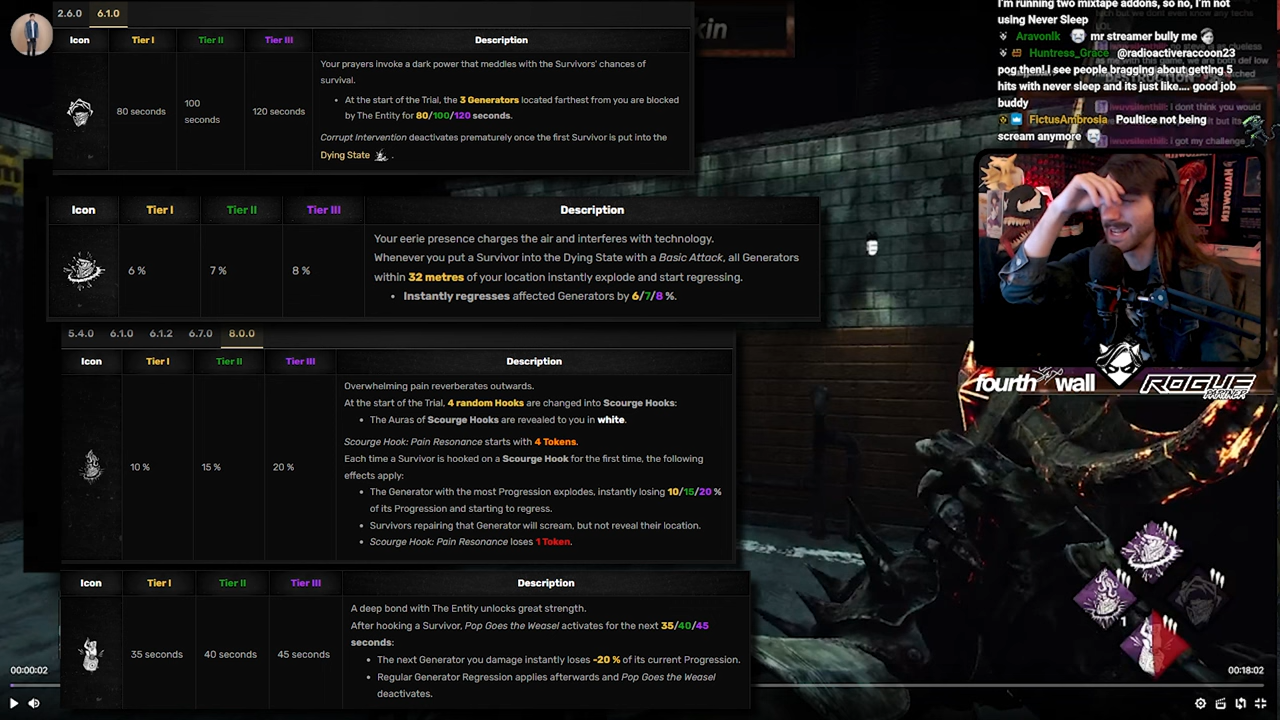 2.6.0 6.1.0
Icon Tier I Tier II Tier III Description
Your prayers invoke a dark power that meddles with the Survivors' chances of
survival.
80 seconds 100 seconds 120 seconds
• At the start of the Trial, the 3 Generators located farthest from you are blocked
by The Entity for 80/100/120 seconds.
Corrupt Intervention deactivates prematurely once the first Survivor is put into the
Dying State .
Icon Tier I Tier II Tier III Description
Your eerie presence charges the air and interferes with technology.
Whenever you put a Survivor into the Dying State with a Basic Attack, all Generators
6 % 7 % 8 %
within 32 metres of your location instantly explode and start regressing.
• Instantly regresses affected Generators by 6/7/8 %.
5.4.0 6.1.0 6.1.2 6.7.0 8.0.0
Icon Tier I Tier II Tier III Description
Overwhelming pain reverberates outwards.
At the start of the Trial, 4 random Hooks are changed into Scourge Hooks:
• The Auras of Scourge Hooks are revealed to you in white.
Scourge Hook: Pain Resonance starts with 4 Tokens.
Each time a Survivor is hooked on a Scourge Hook for the first time, the following
10 % 15 % 20 %
effects apply:
• The Generator with the most Progression explodes, instantly losing 10/15/20 %
of its Progression and starting to regress.
• Survivors repairing that Generator will scream, but not reveal their location.
• Scourge Hook: Pain Resonance loses 1 Token.
Icon Tier I Tier II Tier III Description
A deep bond with The Entity unlocks great strength.
After hooking a Survivor, Pop Goes the Weasel activates for the next 35/40/45
seconds:
35 seconds 40 seconds 45 seconds
• The next Generator you damage instantly loses -20 % of its current Progression.
• Regular Generator Regression applies afterwards and Pop Goes the Weasel
deactivates.
00:00:02
00:18:02
kin
I'm running two mixtape addons, so no, I'm not
using Never Sleep
Aravonlk mr streamer bully me
Huntress_Grace @radioactiveraccoon23
pog then! I see people bragging about getting 5
hits with never sleep and its just like.... good job
buddy
FictusAmbrosia Poultice not being
scream anymore
fourth wall
ROGUE
PARTNER
1